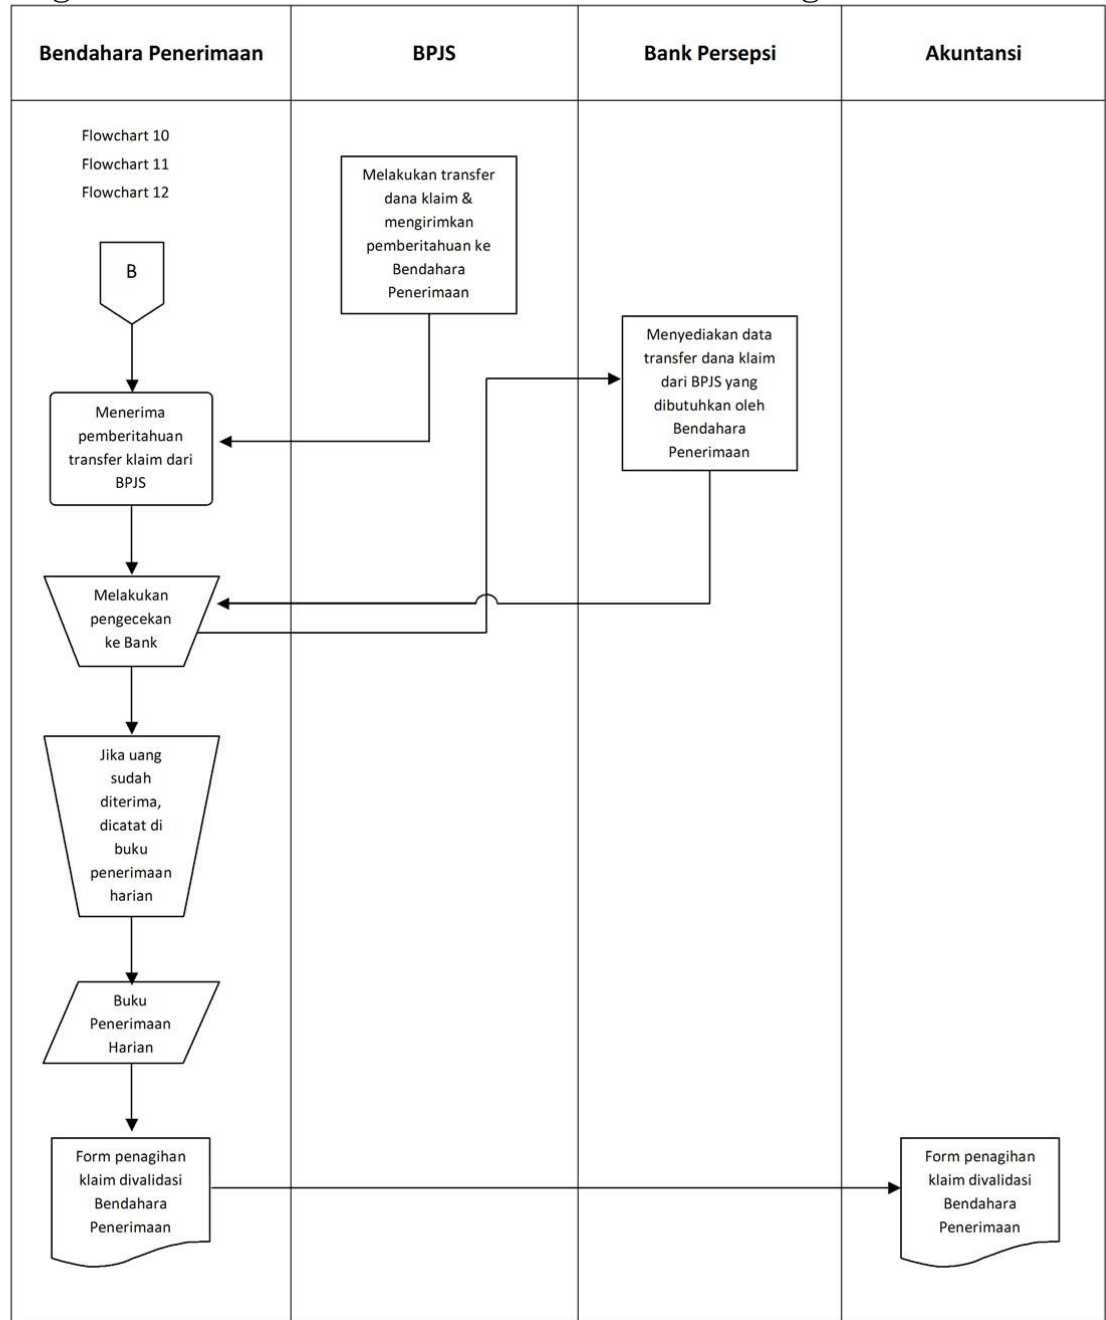 Bendahara Penerimaan
BPJS
Bank Persepsi
Akuntansi
Flowchart 10
Flowchart 11
Flowchart 12
B
Melakukan transfer
dana klaim &
mengirimkan
pemberitahuan ke
Bendahara
Penerimaan
Menyediakan data
transfer dana klaim
dari BPJS yang
dibutuhkan oleh
Bendahara
Penerimaan
Menerima
pemberitahuan
transfer klaim dari
BPJS
Melakukan
pengecekan
ke Bank
Jika uang
sudah
diterima,
dicatat di
buku
penerimaan
harian
Buku
Penerimaan
Harian
Form penagihan
klaim divalidasi
Bendahara
Penerimaan
Form penagihan
klaim divalidasi
Bendahara
Penerimaan